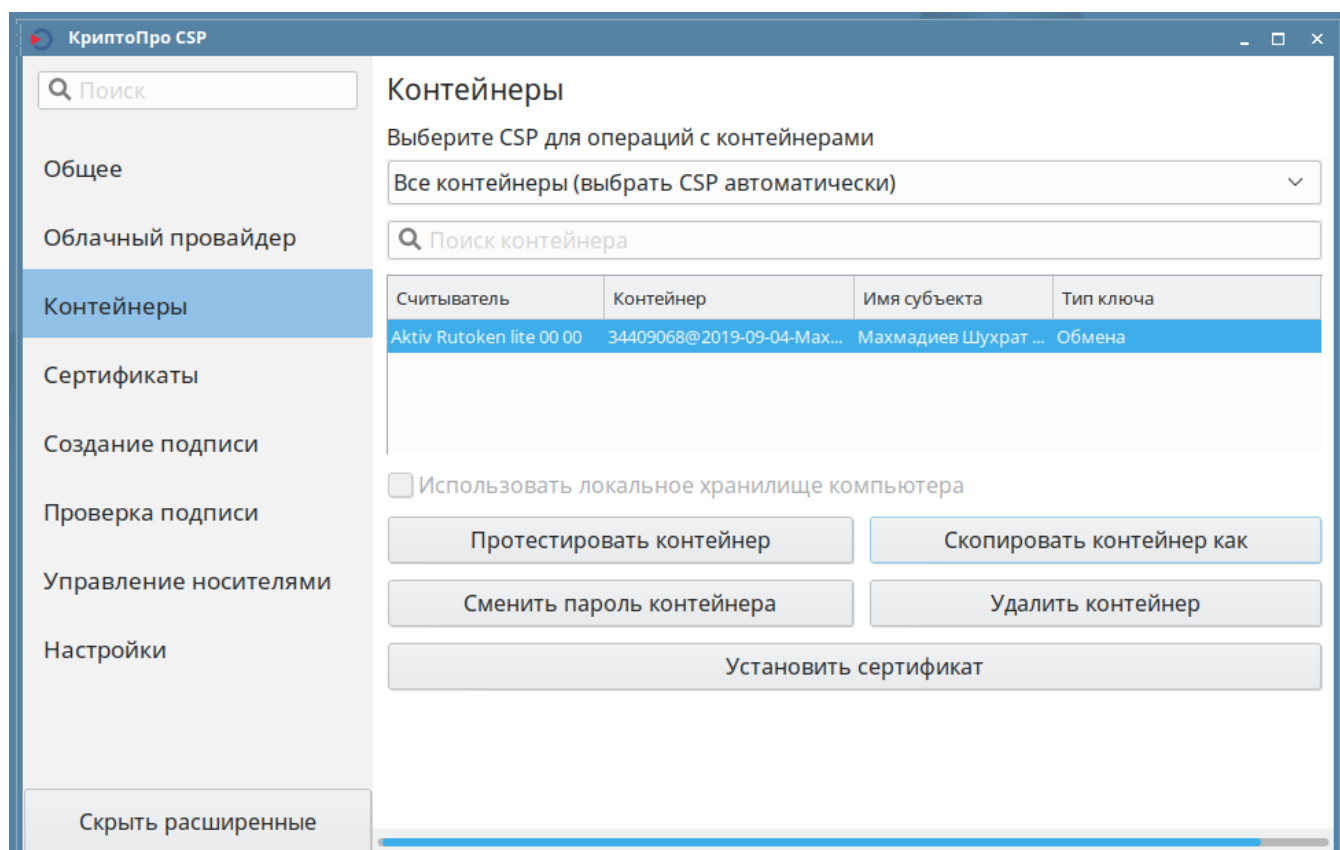 КриптоПро CSP
Поиск
Общее
Облачный провайдер
Контейнеры
Сертификаты
Создание подписи
Проверка подписи
Управление носителями
Настройки
Скрыть расширенные
Контейнеры
Выберите CSP для операций с контейнерами
Все контейнеры (выбрать CSP автоматически)
Поиск контейнера
Считыватель Контейнер Имя субъекта Тип ключа
Aktiv Rutoken lite 00 00 34409068@2019-09-04-Мах... Махмадиев Шухрат ... Обмена
Использовать локальное хранилище компьютера
Протестировать контейнер Скопировать контейнер как
Сменить пароль контейнера Удалить контейнер
Установить сертификат